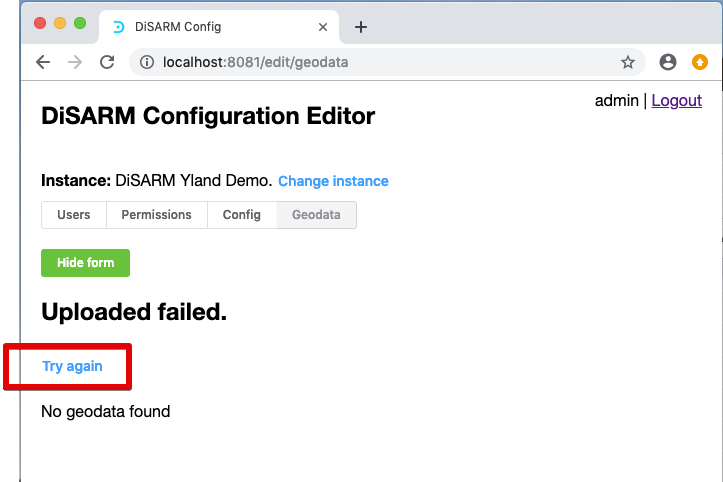 DiSARM Config
localhost:8081/edit/geodata
admin | Logout
DiSARM Configuration Editor
Instance: DiSARM Yland Demo. Change instance
Users Permissions Config Geodata
Hide form
Uploaded failed.
Try again
No geodata found